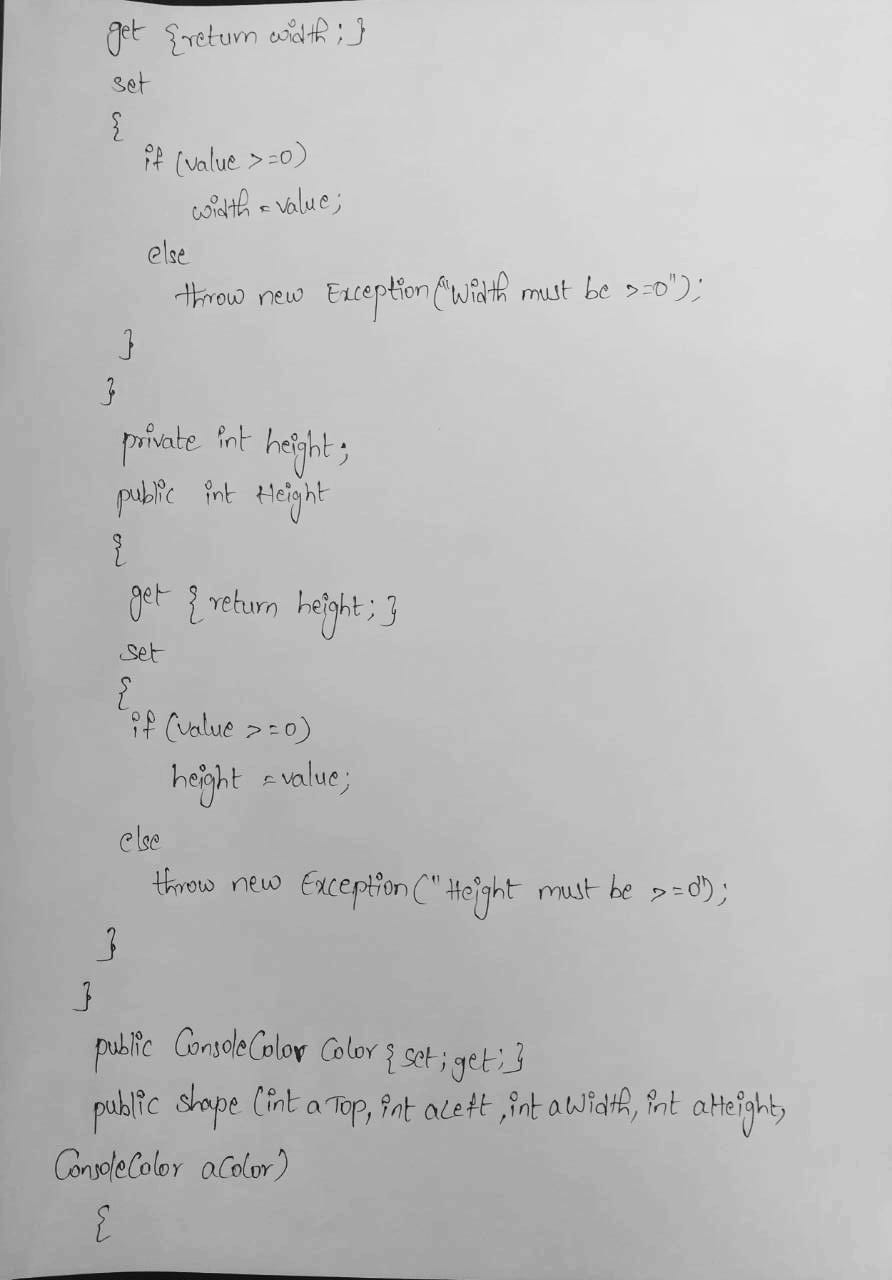 get {return width;}
set
{
if (value >=0)
width = value;
else
throw new Exception("Width must be >=0");
}
}
private int height;
public int Height
{
get { return height; }
set
{
if (value >=0)
height = value;
else
throw new Exception("Height must be >=0");
}
}
public ConsoleColor Color { set; get; }
public shape (int aTop, int aLeft, int aWidth, int aHeight,
ConsoleColor aColor)
{